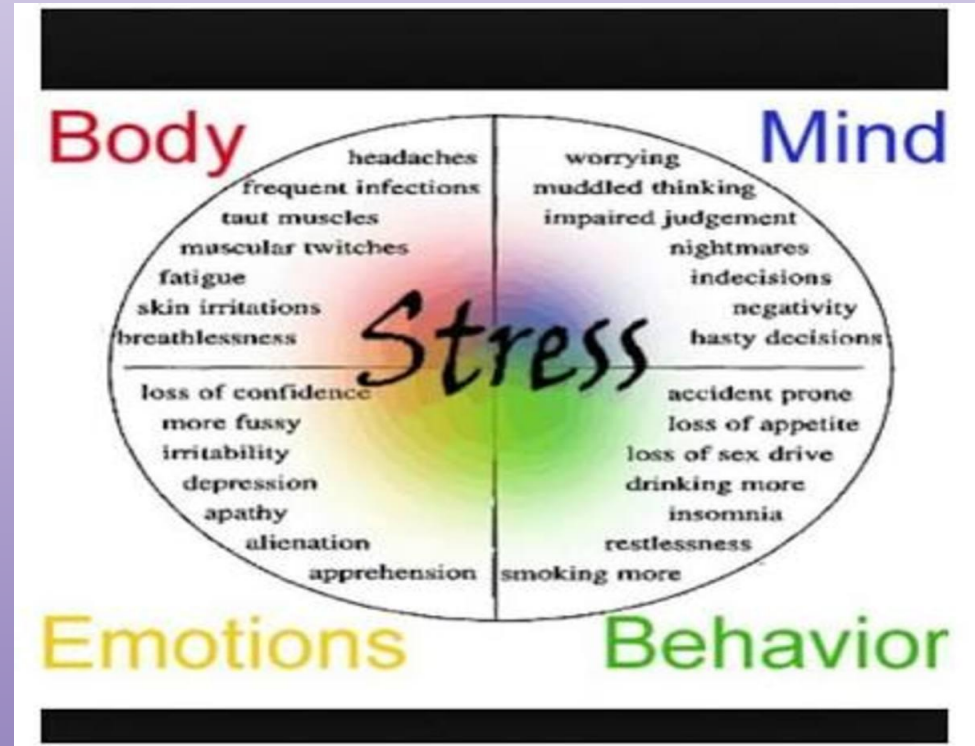 Body
headaches
frequent infections
taut muscles
muscular twitches
fatigue
skin irritations
breathlessness
Mind
worrying
muddled thinking
impaired judgement
nightmares
indecisions
negativity
hasty decisions
Stress
loss of confidence
more fussy
irritability
depression
apathy
alienation
apprehension
Emotions
accident prone
loss of appetite
loss of sex drive
drinking more
insomnia
restlessness
smoking more
Behavior